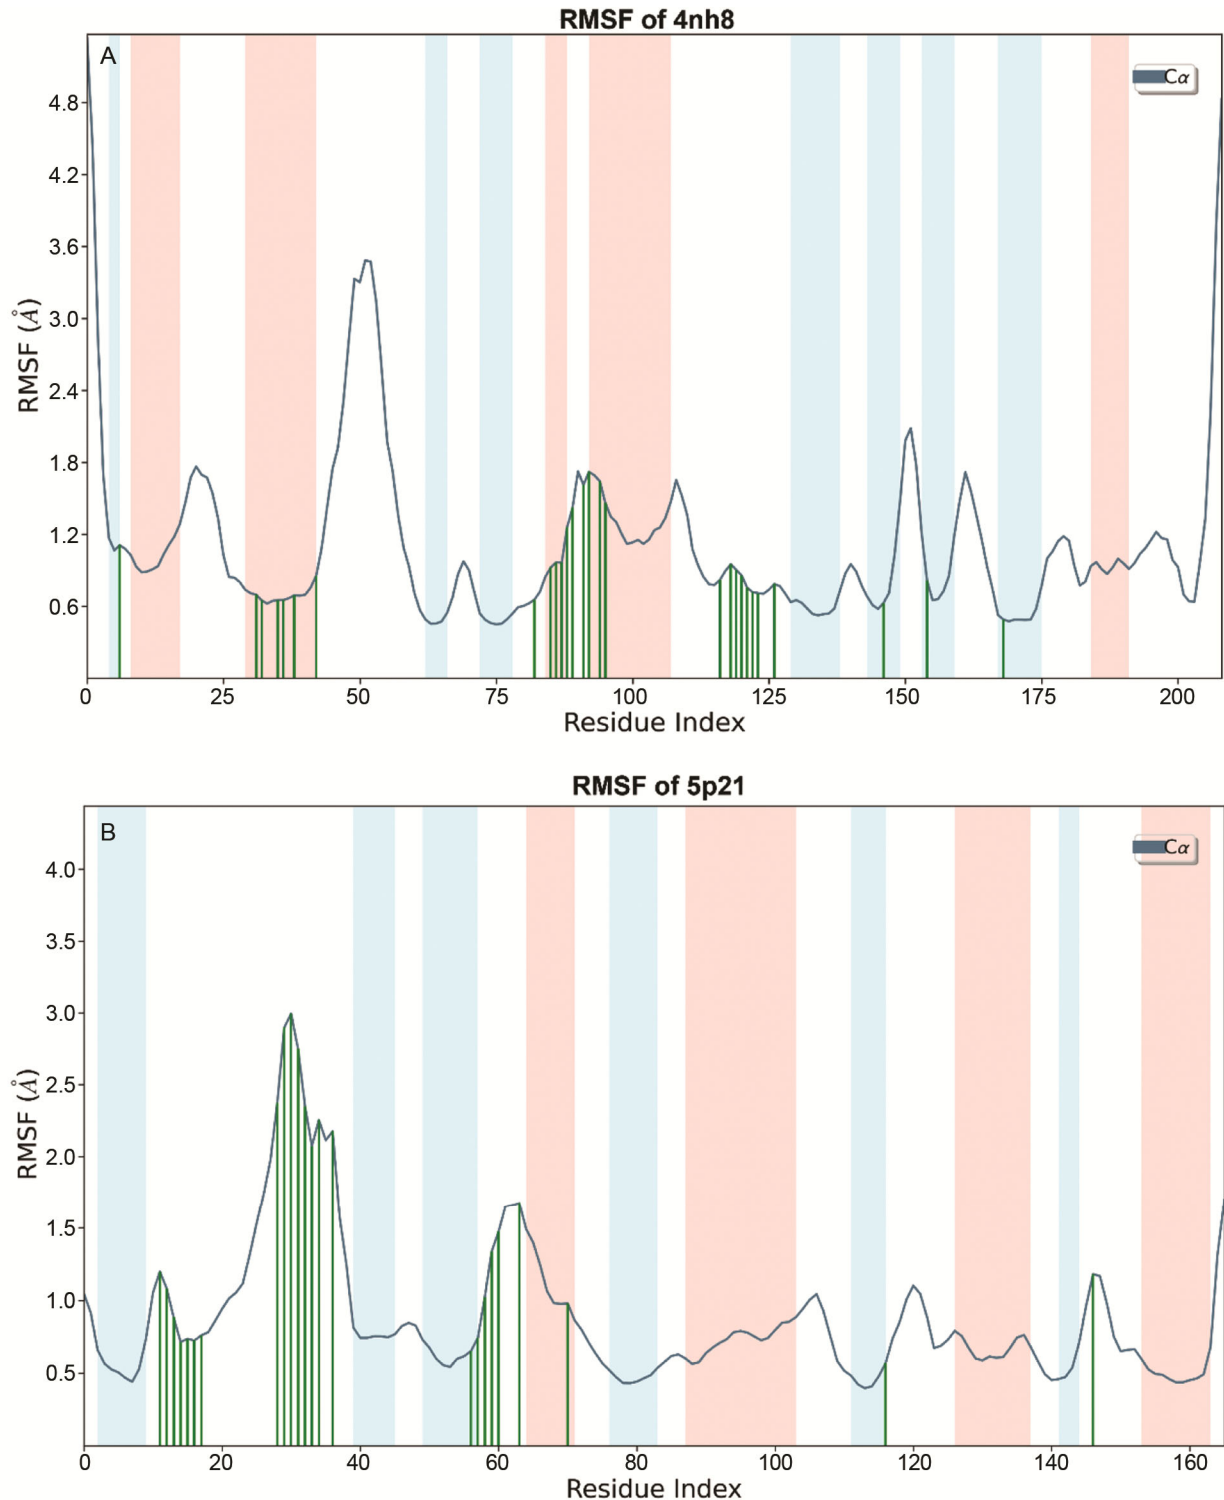 RMSF of 4nh8
A
Cα
4.8
4.2
3.6
3.0
2.4
1.8
1.2
0.6
RMSF (Å)
0 25 50 75 100 125 150 175 200
Residue Index
RMSF of 5p21
B
Cα
4.0
3.5
3.0
2.5
2.0
1.5
1.0
0.5
RMSF (Å)
0 20 40 60 80 100 120 140 160
Residue Index